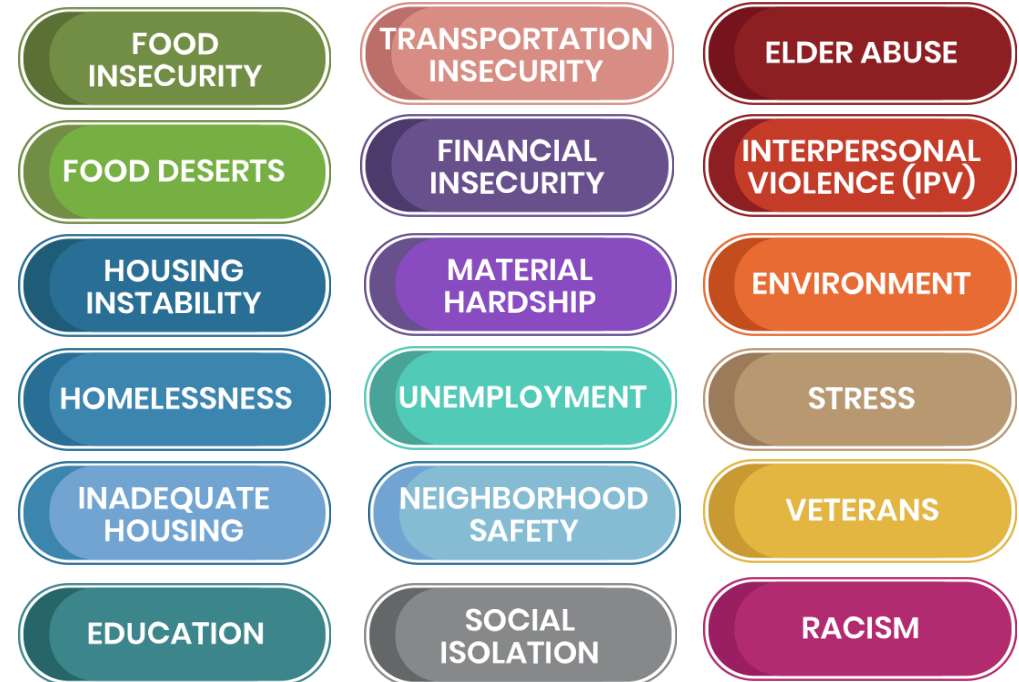 FOOD
INSECURITY
TRANSPORTATION
INSECURITY
ELDER ABUSE
FOOD DESERTS
FINANCIAL
INSECURITY
INTERPERSONAL
VIOLENCE (IPV)
HOUSING
INSTABILITY
MATERIAL
HARDSHIP
ENVIRONMENT
HOMELESSNESS
UNEMPLOYMENT
STRESS
INADEQUATE
HOUSING
NEIGHBORHOOD
SAFETY
VETERANS
EDUCATION
SOCIAL
ISOLATION
RACISM